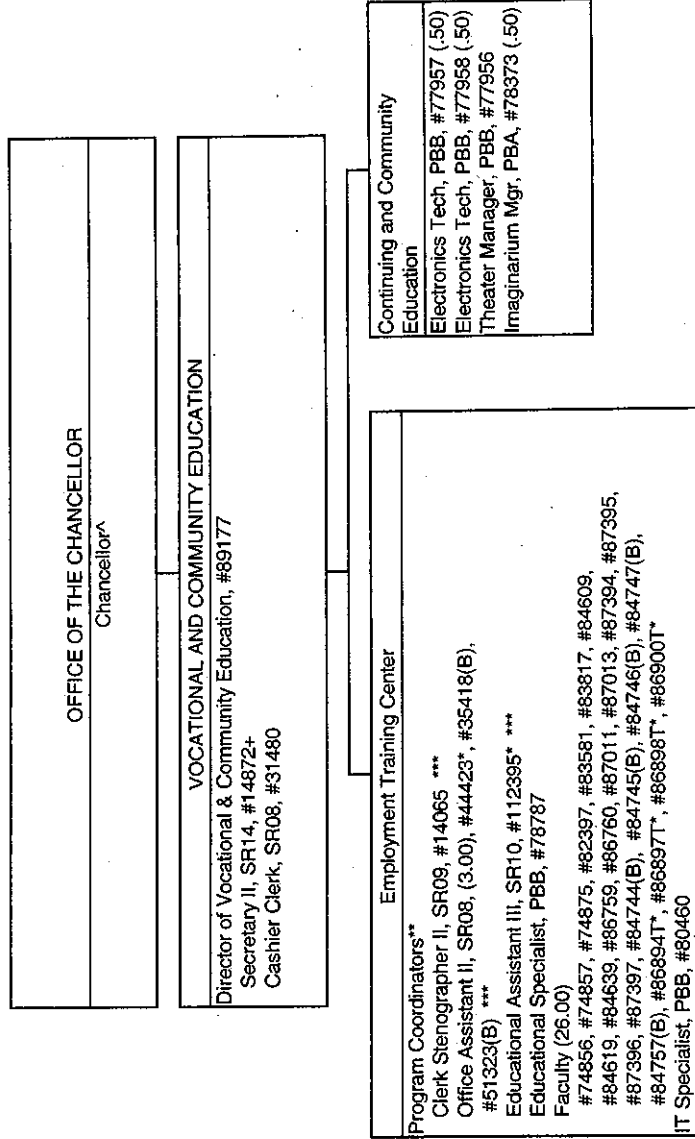 OFFICE OF THE CHANCELLOR
Chancellor^
VOCATIONAL AND COMMUNITY EDUCATION
Director of Vocational & Community Education, #89177
Secretary II, SR14, #14872+
Cashier Clerk, SR08, #31480
Employment Training Center
Program Coordinators**
Clerk Stenographer II, SR09, #14065 ***
Office Assistant II, SR08, (3.00), #44423*, #35418(B),
#51323(B) ***
Educational Assistant III, SR10, #112395* ***
Educational Specialist, PBB, #78787
Faculty (26.00)
#74856, #74857, #74875, #82397, #83581, #83817, #84609,
#84619, #84639, #86759, #86760, #87011, #87013, #87394, #87395,
#87396, #87397, #84744(B), #84745(B), #84746(B), #84747(B),
#84757(B), #86894T*, #86897T*, #86898T*, #86900T*
IT Specialist, PBB, #80460
Continuing and Community
Education
Electronics Tech, PBB, #77957 (.50)
Electronics Tech, PBB, #77958 (.50)
Theater Manager, PBB, #77956
Imaginarium Mgr, PBA, #78373 (.50)